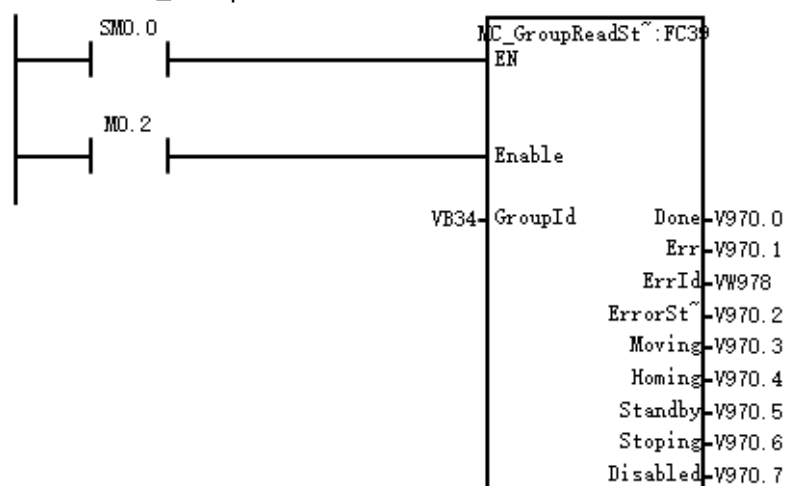 SM0.0
MC_GroupReadSt~:FC39
EN
M0.2
Enable
VB34 GroupId Done V970.0
Err V970.1
ErrId VW978
ErrorSt~ V970.2
Moving V970.3
Homing V970.4
Standby V970.5
Stoping V970.6
Disabled V970.7